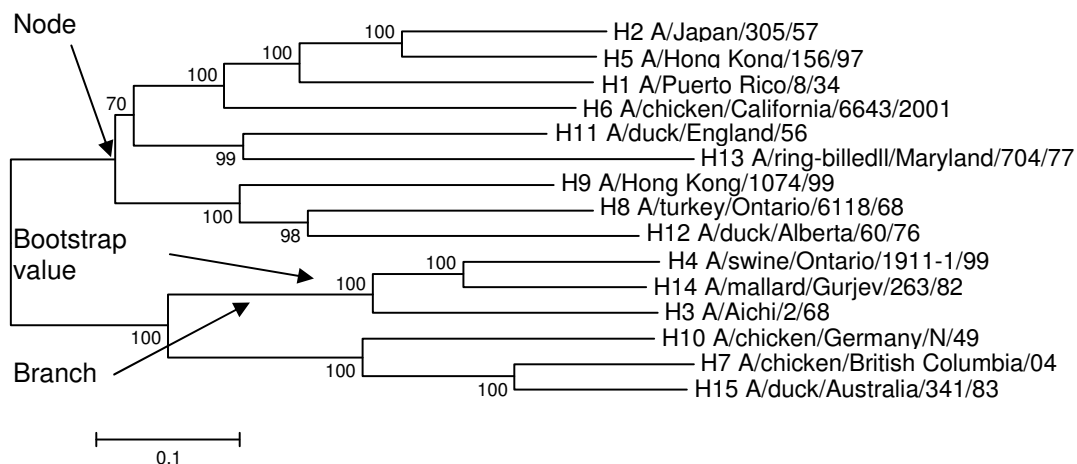 Node
100
H2 A/Japan/305/57
100
H5 A/Hong Kong/156/97
100
H1 A/Puerto Rico/8/34
70
H6 A/chicken/California/6643/2001
H11 A/duck/England/56
99
H13 A/ring-billedll/Maryland/704/77
H9 A/Hong Kong/1074/99
100
H8 A/turkey/Ontario/6118/68
98
H12 A/duck/Alberta/60/76
Bootstrap
value
100
H4 A/swine/Ontario/1911-1/99
100
H14 A/mallard/Gurjev/263/82
H3 A/Aichi/2/68
100
H10 A/chicken/Germany/N/49
Branch
100
H7 A/chicken/British Columbia/04
100
H15 A/duck/Australia/341/83
0.1